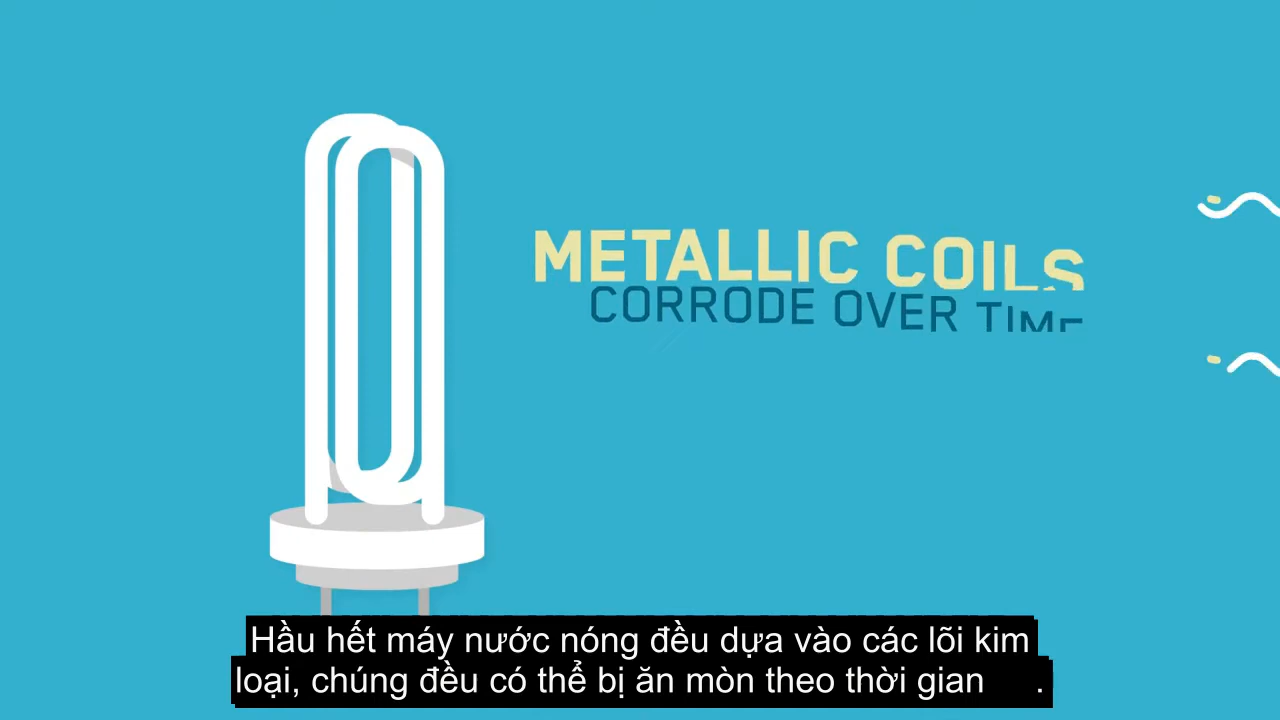 METALLIC COILS
CORRODE OVER TIME
Hầu hết máy nước nóng đều dựa vào các lõi kim
loại, chúng đều có thể bị ăn mòn theo thời gian .